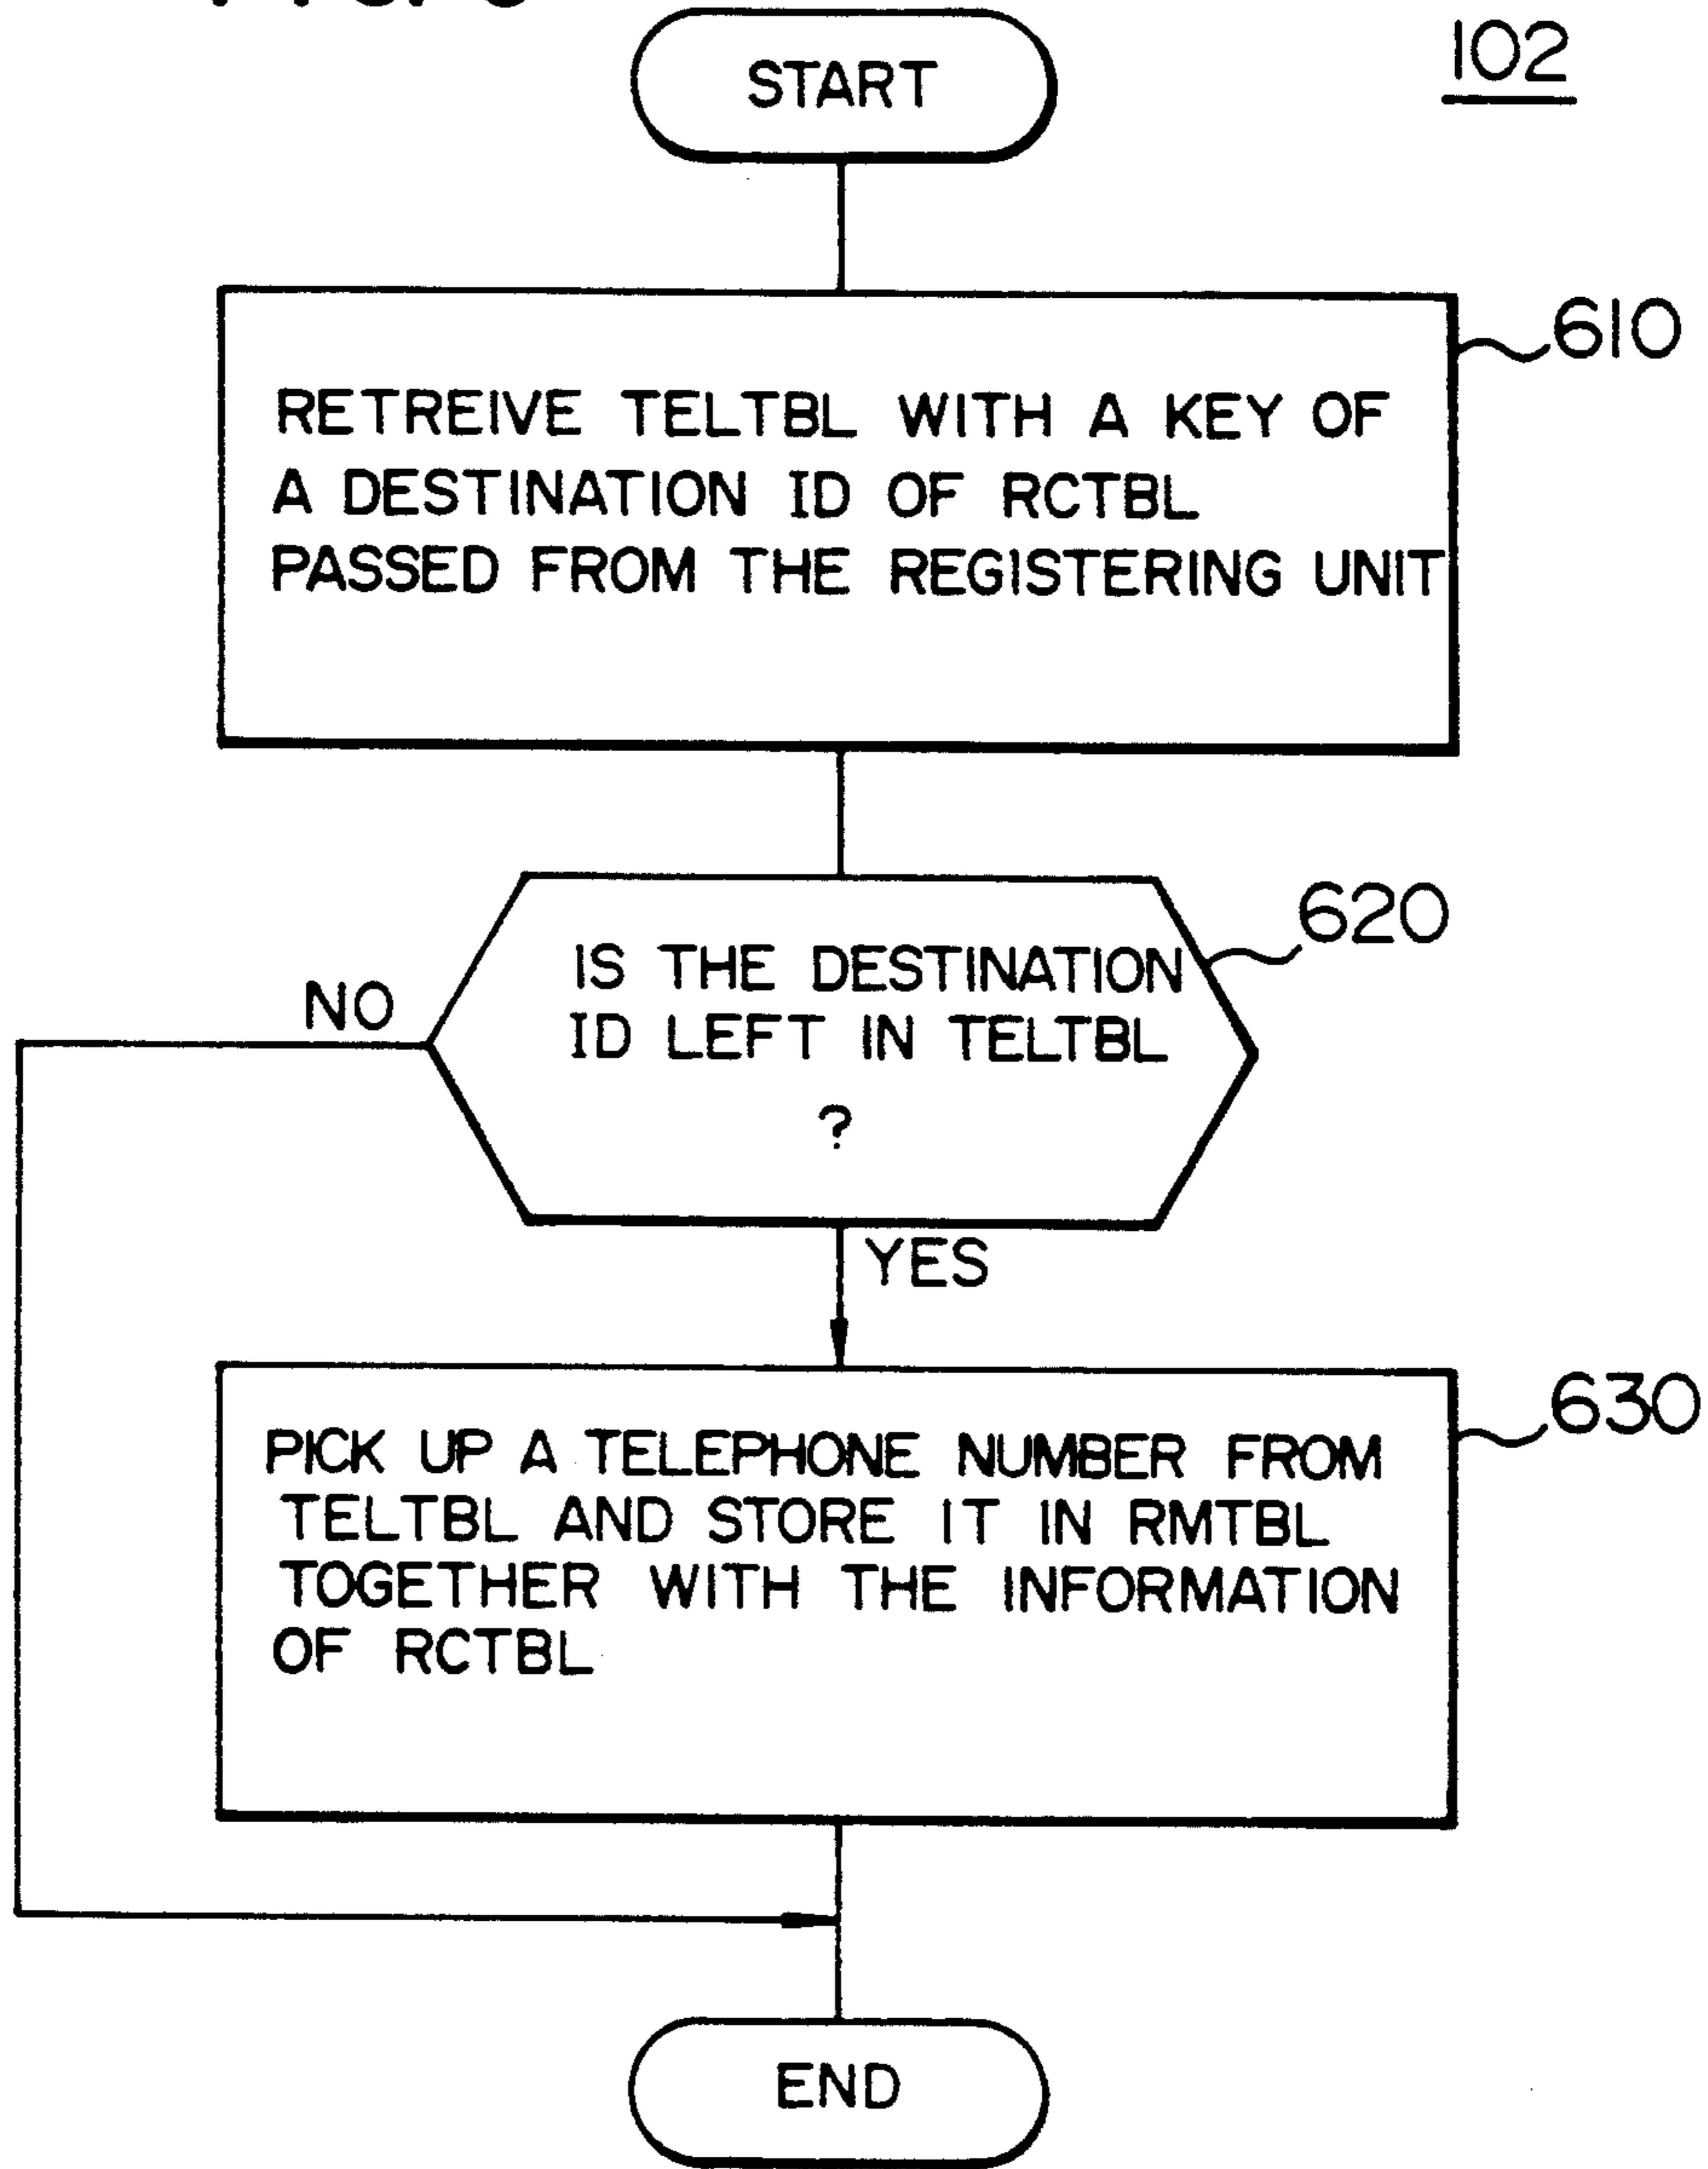 102
START
610
RETREIVE TELTBL WITH A KEY OF
A DESTINATION ID OF RCTBL
PASSED FROM THE REGISTERING UNIT
620
IS THE DESTINATION
ID LEFT IN TELTBL
?
NO
YES
630
PICK UP A TELEPHONE NUMBER FROM
TELTBL AND STORE IT IN RMTBL
TOGETHER WITH THE INFORMATION
OF RCTBL
END